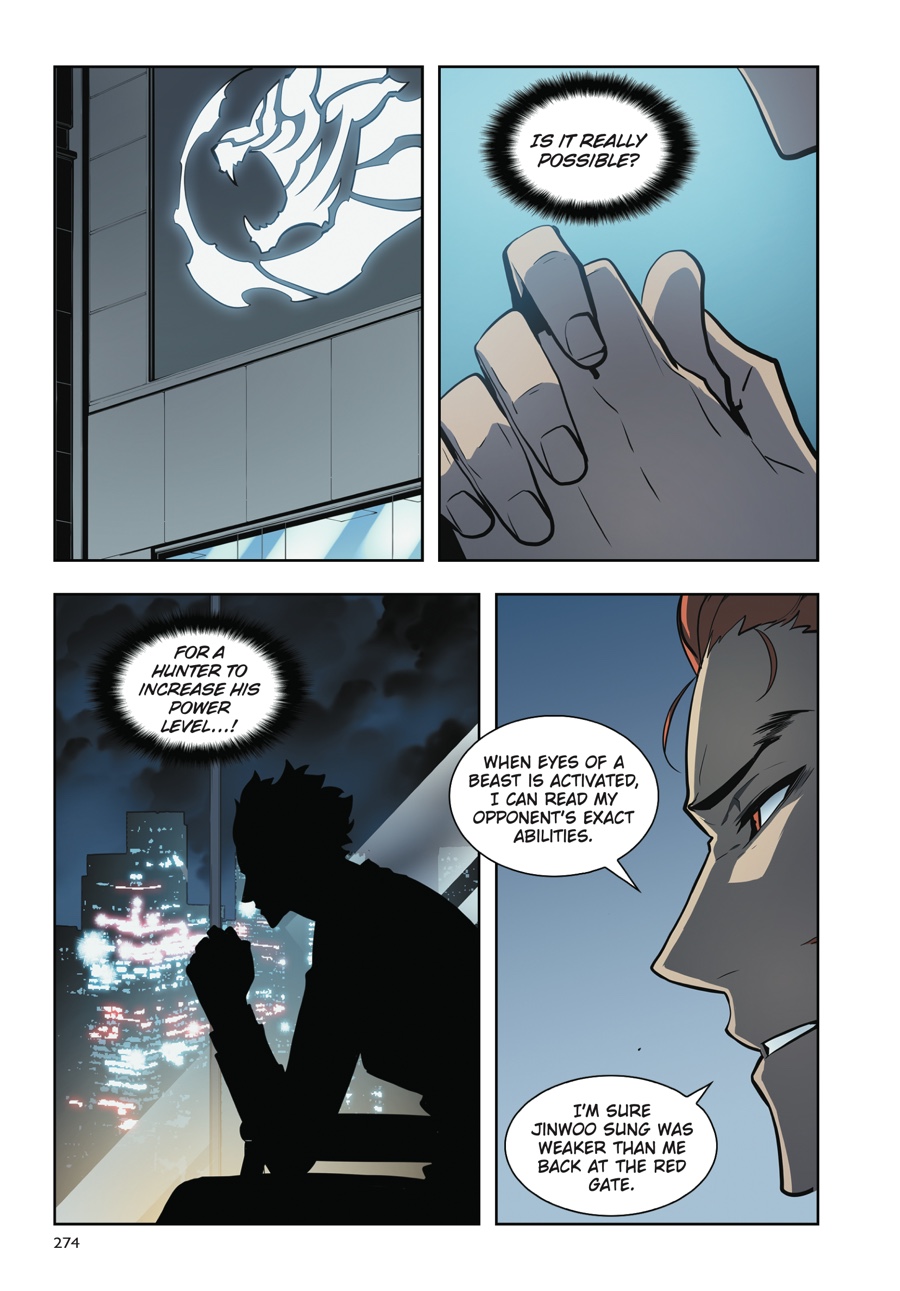 IS IT REALLY
POSSIBLE?
FOR A
HUNTER TO
INCREASE HIS
POWER
LEVEL...!
WHEN EYES OF A
BEAST IS ACTIVATED,
I CAN READ MY
OPPONENT'S EXACT
ABILITIES.
I'M SURE
JINWOO SUNG WAS
WEAKER THAN ME
BACK AT THE RED
GATE.
274